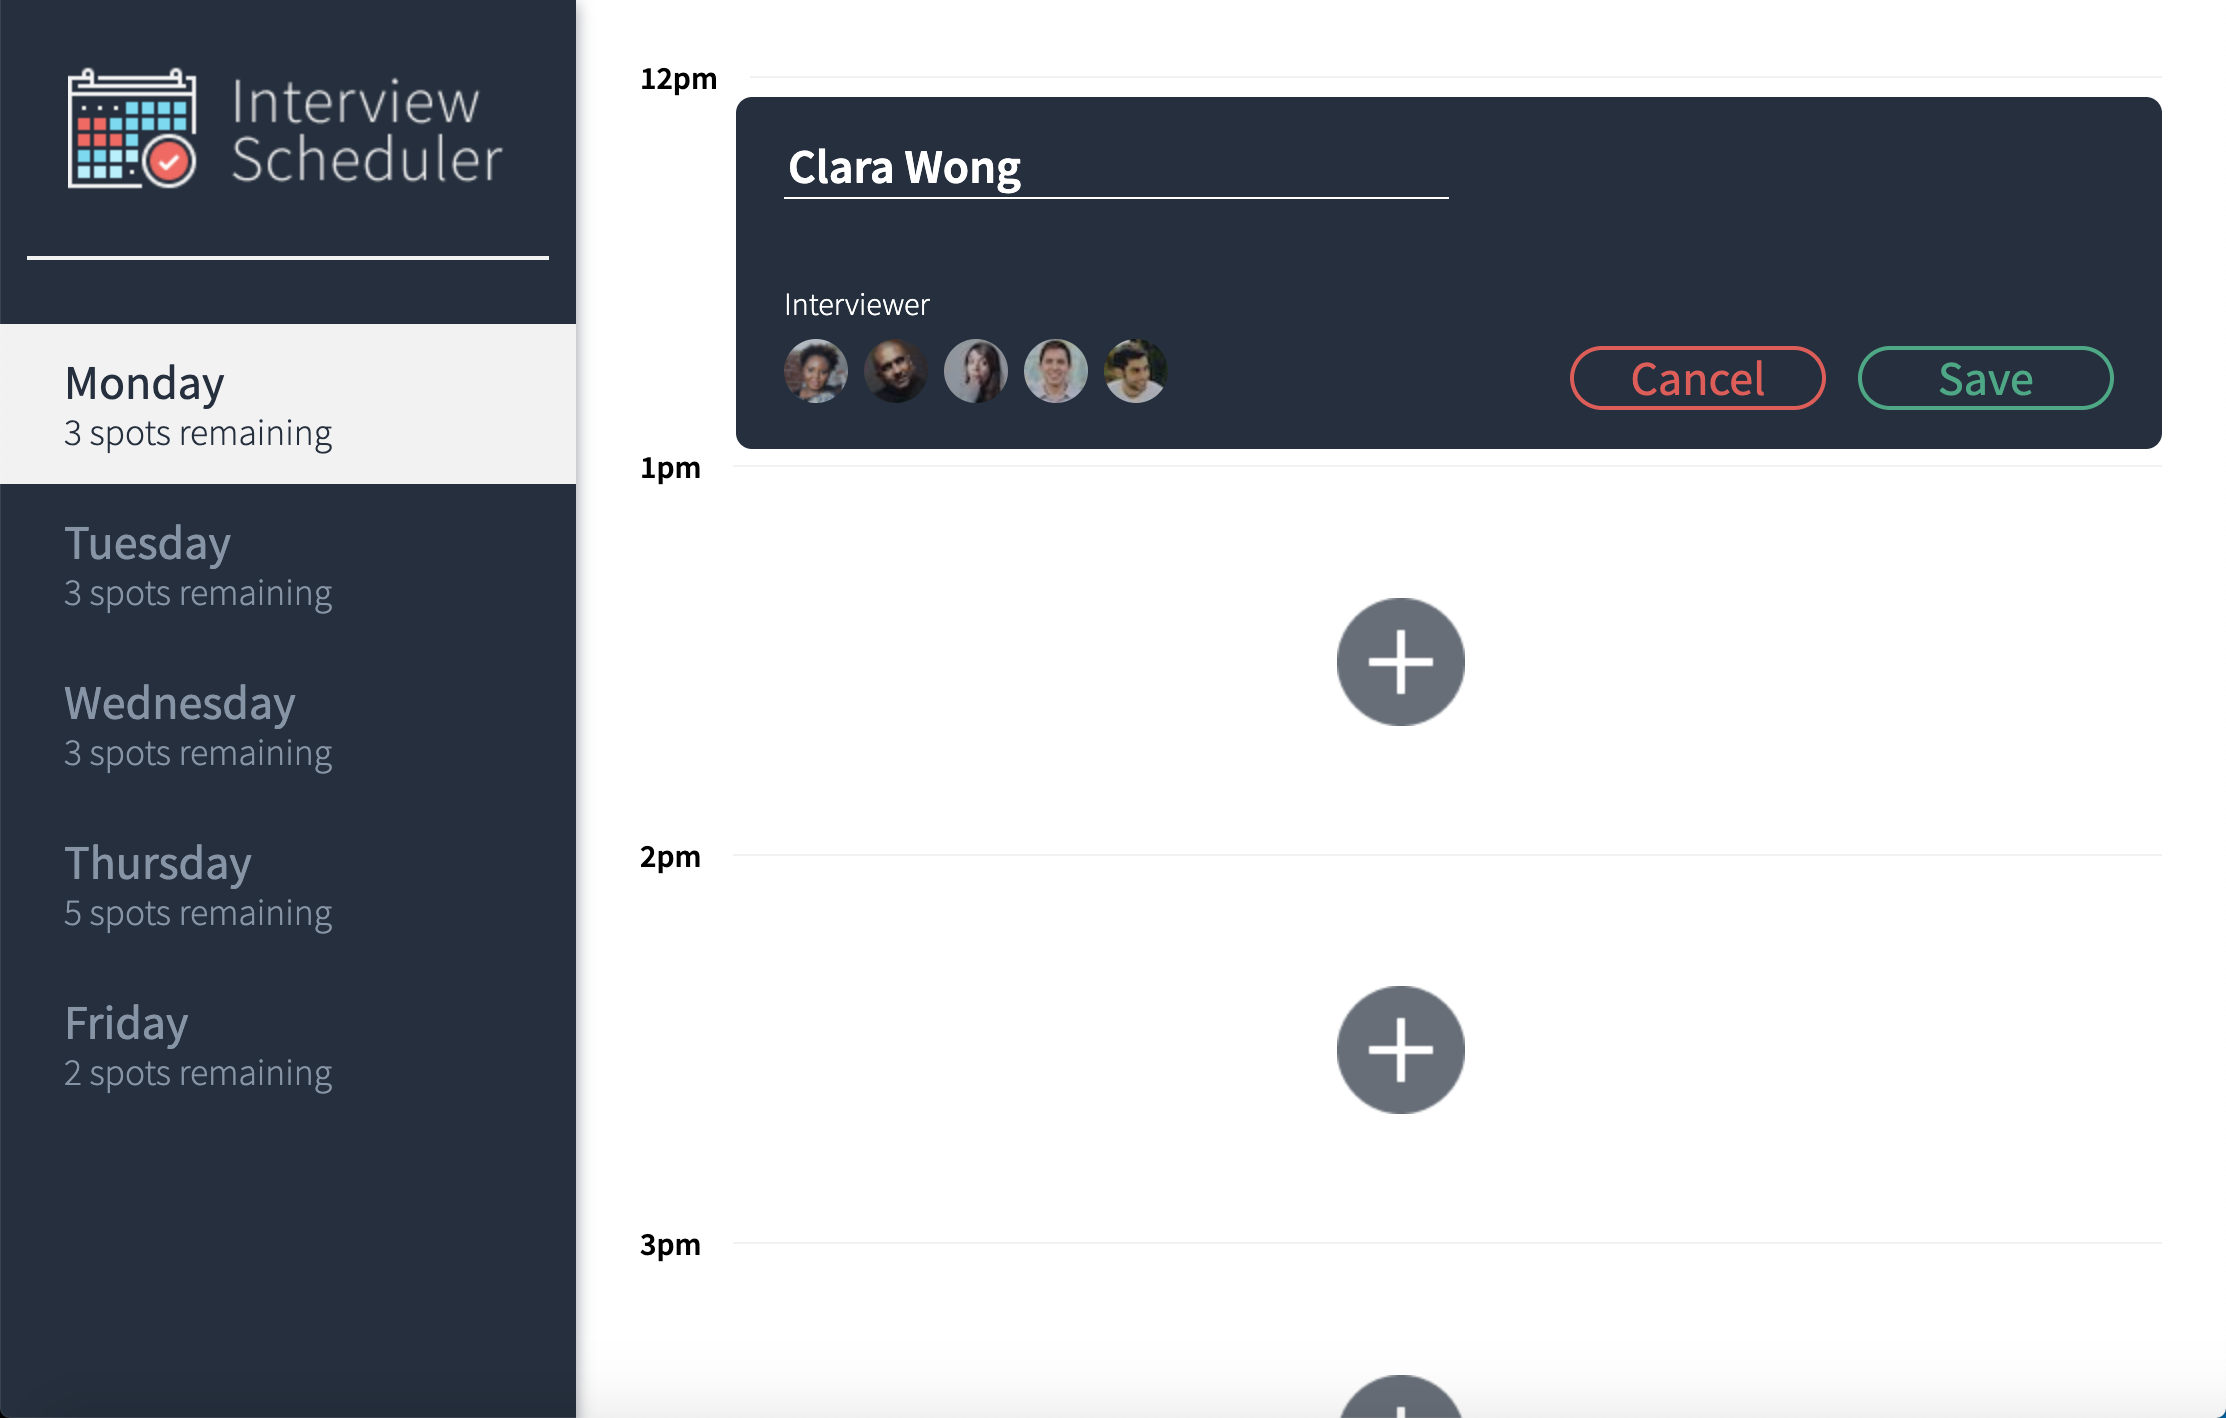 Interview
Scheduler
Monday
3 spots remaining
Tuesday
3 spots remaining
Wednesday
3 spots remaining
Thursday
5 spots remaining
Friday
2 spots remaining
12pm
Clara Wong
Interviewer
Cancel
Save
1pm
2pm
3pm